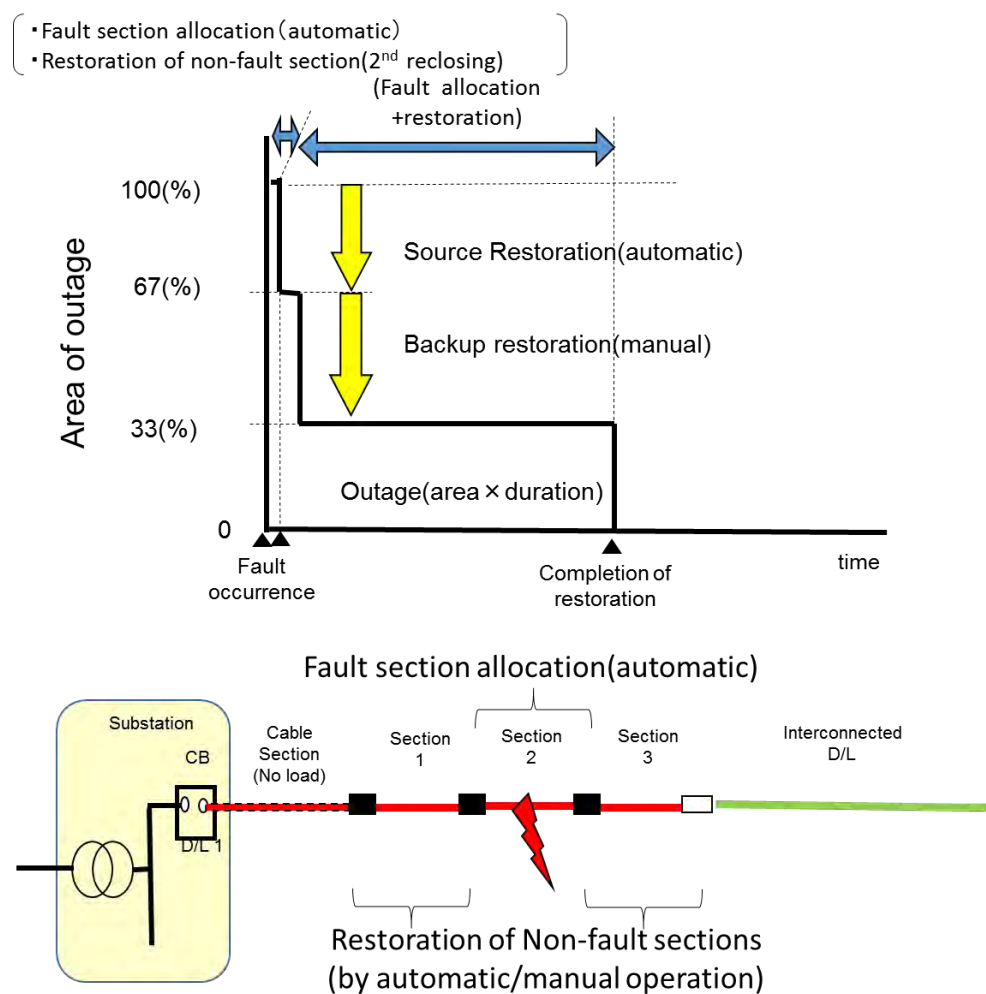 ・Fault section allocation（automatic）
・Restoration of non-fault section(2nd reclosing)
(Fault allocation
+restoration)
100(%)
Source Restoration(automatic)
67(%)
Backup restoration(manual)
Area of outage
33(%)
Outage(area×duration)
0
Fault
occurrence
Completion of
restoration
time
Fault section allocation(automatic)
Substation
CB
D/L 1
Cable
Section
(No load)
Section
1
Section
2
Section
3
Interconnected
D/L
Restoration of Non-fault sections
(by automatic/manual operation)